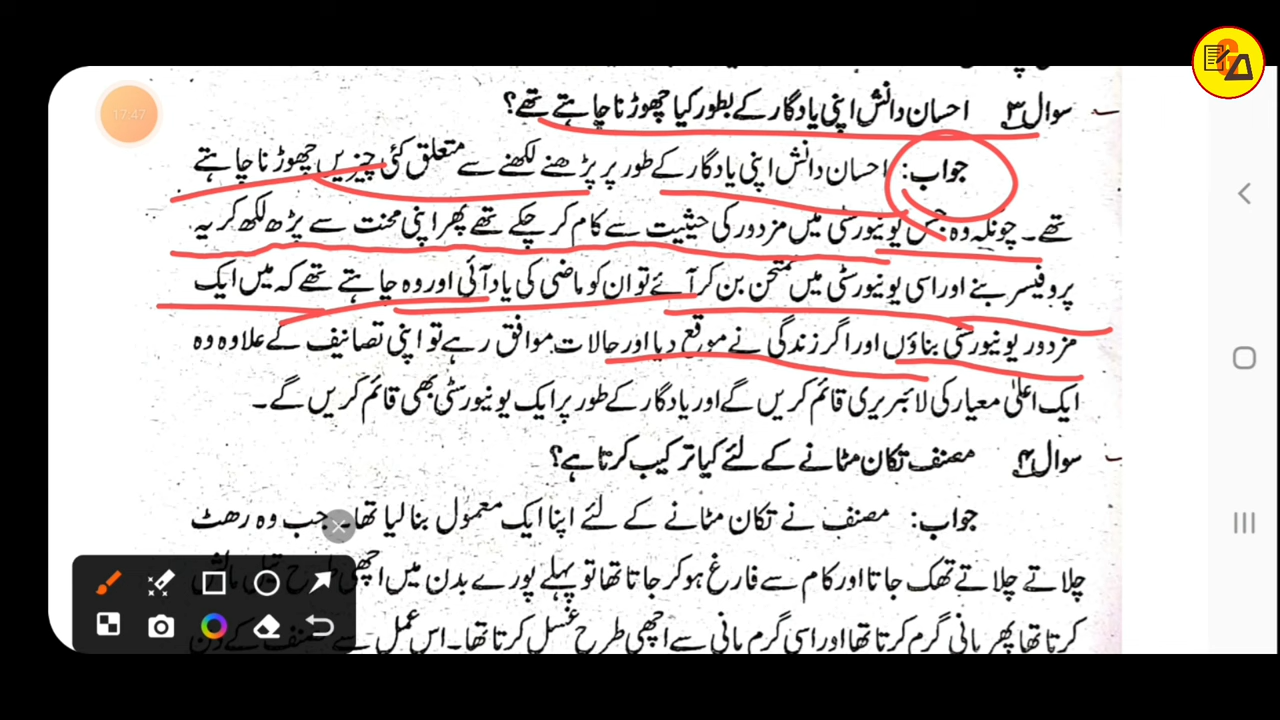 سوال ۳ احسان دانش اپنی یادگار کے بطور کیا چھوڑنا چاہتے تھے؟
جواب: احسان دانش اپنی یادگار کے طور پر پڑھنے لکھنے سے متعلق کئی چیزیں چھوڑنا چاہتے
تھے۔ چونکہ وہ جس یونیورسٹی میں مزدور کی حیثیت سے کام کر چکے تھے پھر اپنی محنت سے پڑھ لکھ کر یہ
پروفیسر بنے اور اسی یونیورسٹی میں ممتحن بن کر آئے تو ان کو ماضی کی یاد آئی اور وہ چاہتے تھے کہ میں ایک
مزدور یونیورسٹی بناؤں اور اگر زندگی نے موقع دیا اور حالات موافق رہے تو اپنی تصانیف کے علاوہ وہ
ایک اعلیٰ معیار کی لائبریری قائم کریں گے اور یادگار کے طور پر ایک یونیورسٹی بھی قائم کریں گے۔
سوال ۴ مصنف تکان مٹانے کے لئے کیا ترکیب کرتا ہے؟
جواب: مصنف نے تکان مٹانے کے لئے اپنا ایک معمول بنا لیا تھا۔ جب وہ رھٹ
چلاتے چلاتے تھک جاتا اور کام سے فارغ ہو کر جاتا تھا تو پہلے پورے بدن میں اچھی طرح تیل مالش
کرتا تھا پھر پانی گرم کرتا تھا اور اسی گرم پانی سے اچھی طرح غسل کرتا تھا۔ اس عمل سے مصنف کے
17:47